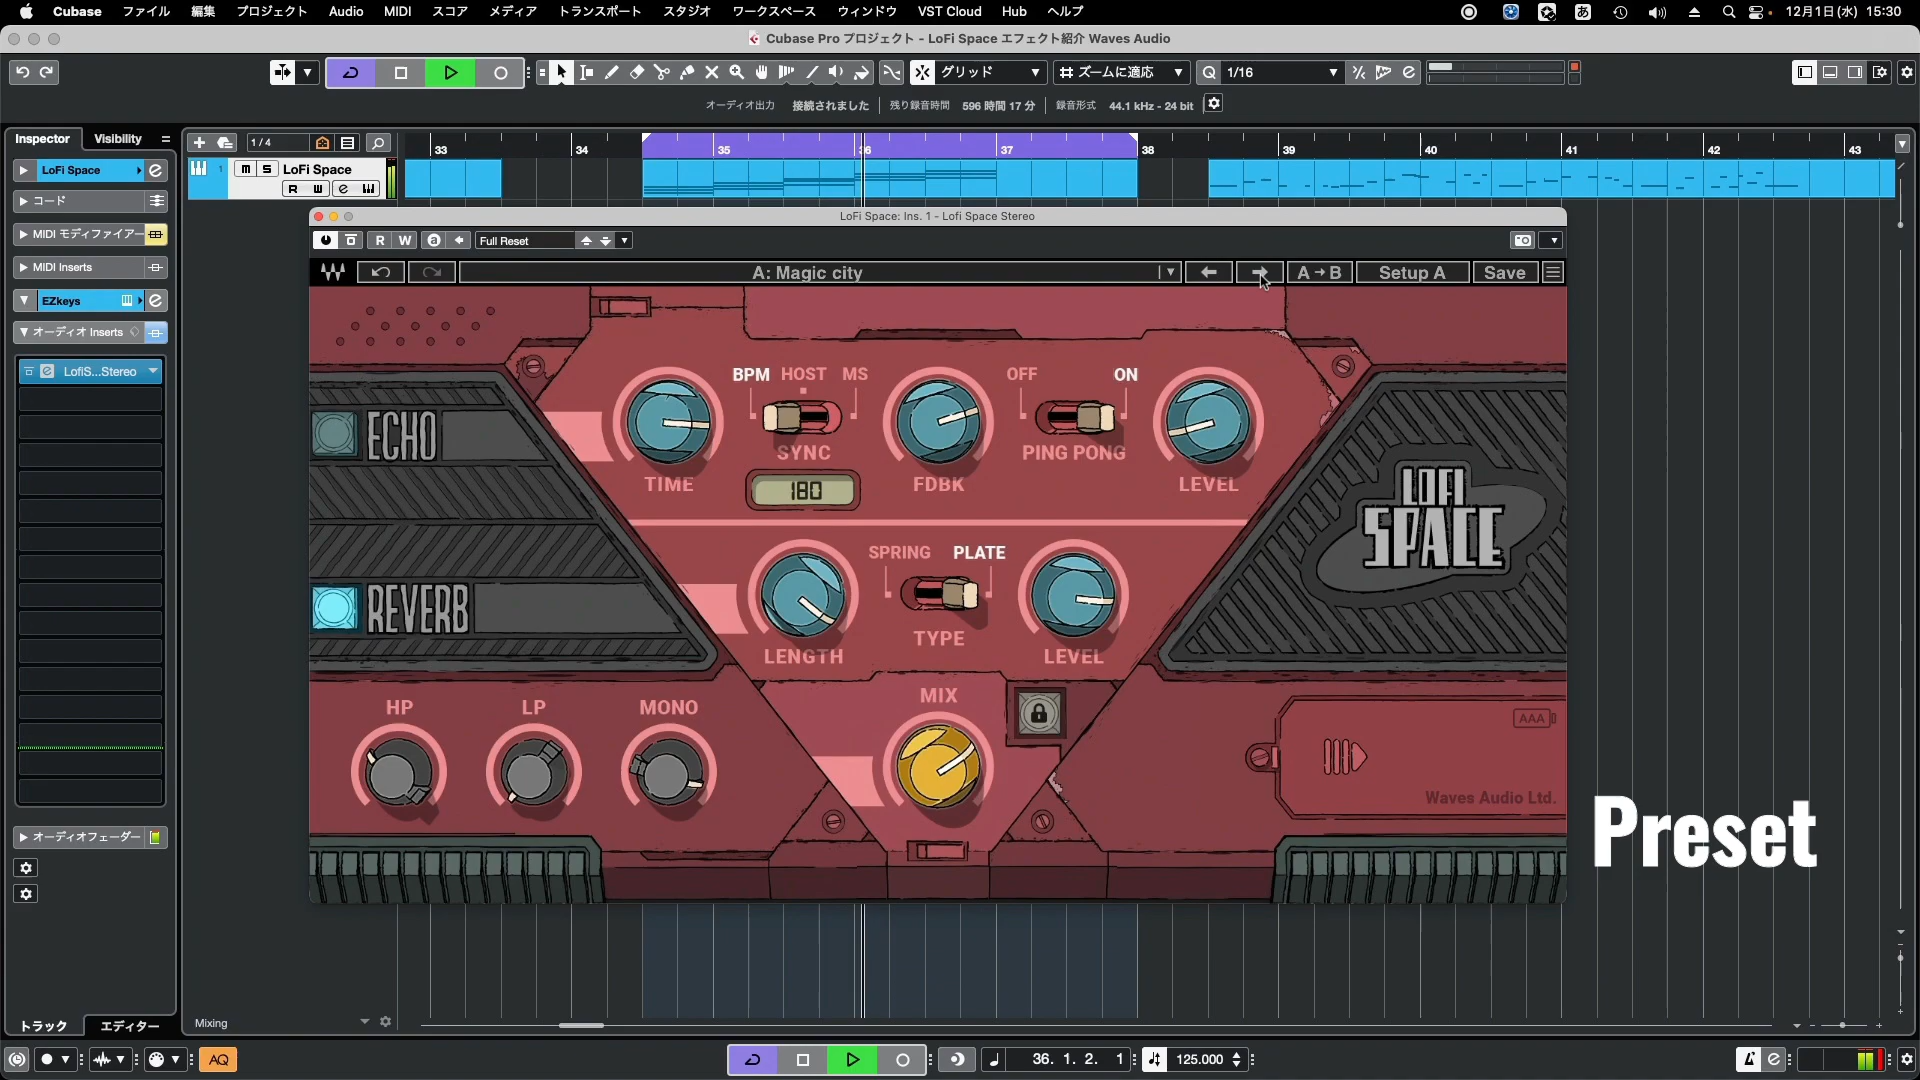 Cubase ファイル 編集 プロジェクト Audio MIDI スコア メディア トランスポート スタジオ ワークスペース ウィンドウ VST Cloud Hub ヘルプ あ 12月1日(水) 15:30
Cubase Pro プロジェクト - LoFi Space エフェクト紹介 Waves Audio
グリッド ズームに適応 Q 1/16
オーディオ出力 接続されました 残り録音時間 596 時間 17 分 録音形式 44.1 kHz - 24 bit
Inspector Visibility 1/4 33 34 35 36 37 38 39 40 41 42 43
LoFi Space
1 m S LoFi Space
R W e
コード
MIDI モディファイアー
MIDI Inserts
EZkeys
オーディオ Inserts
LofiS...Stereo
オーディオフェーダー
LoFi Space: Ins. 1 - Lofi Space Stereo
R W a Full Reset
A: Magic city A→B Setup A Save
BPM HOST MS OFF ON
ECHO
SYNC PING PONG
TIME 180 FDBK LEVEL
LOFI SPACE
SPRING PLATE
REVERB
TYPE
LENGTH LEVEL
MIX
HP LP MONO
AAA
Waves Audio Ltd.
Preset
トラック エディター Mixing
AQ 36. 1. 2. 1 125.000